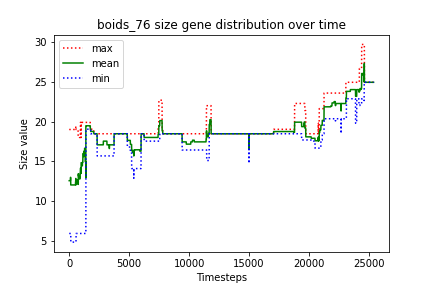 boids_76 size gene distribution over time
max
mean
min
Size value
30
25
20
15
10
5
0
5000
10000
15000
20000
25000
Timesteps